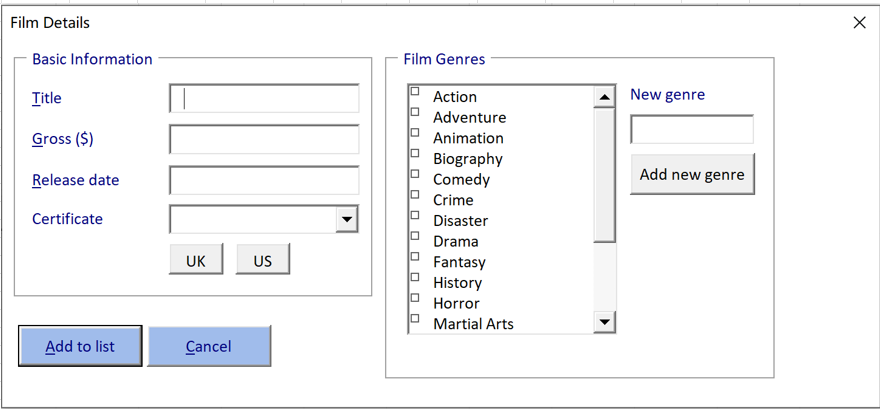 Film Details
Basic Information
Title
Gross ($)
Release date
Certificate
UK
US
Add to list
Cancel
Film Genres
Action
Adventure
Animation
Biography
Comedy
Crime
Disaster
Drama
Fantasy
History
Horror
Martial Arts
New genre
Add new genre